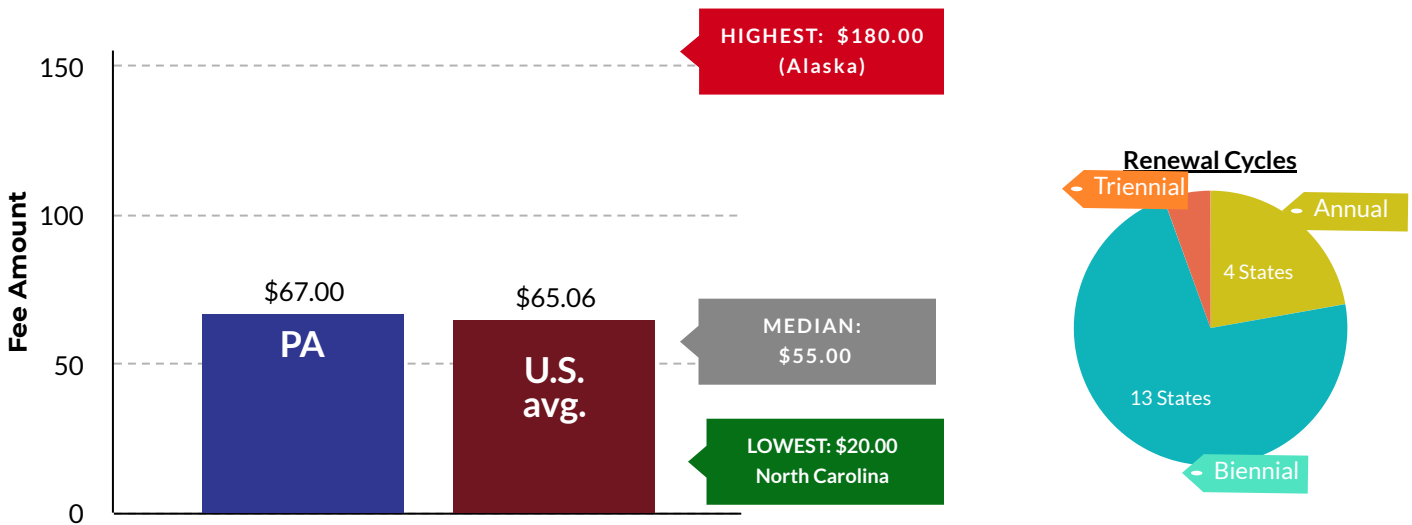 HIGHEST: $180.00
(Alaska)
150
100
50
0
Fee Amount
$67.00
PA
$65.06
U.S.
avg.
MEDIAN:
$55.00
LOWEST: $20.00
North Carolina
Renewal Cycles
Triennial
Annual
4 States
13 States
Biennial